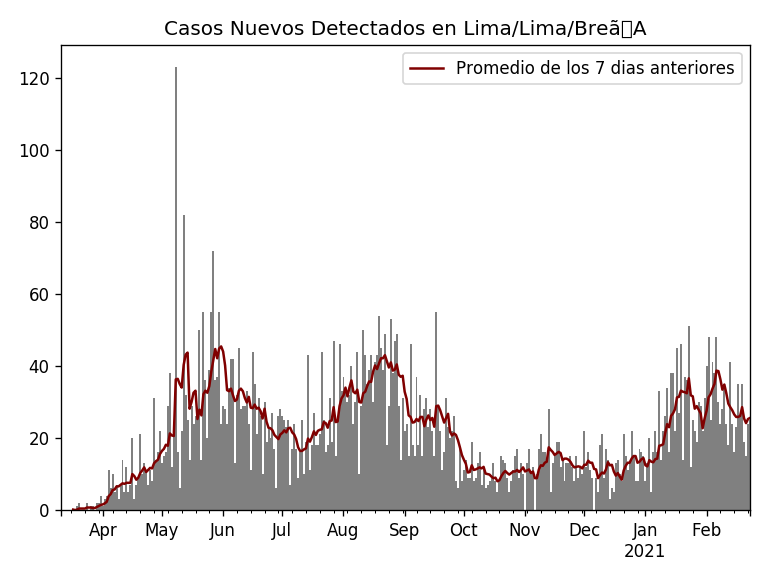 Casos Nuevos Detectados en Lima/Lima/Breã▯A
Promedio de los 7 dias anteriores
120
100
80
60
40
20
0
Apr May Jun Jul Aug Sep Oct Nov Dec Jan Feb
2021